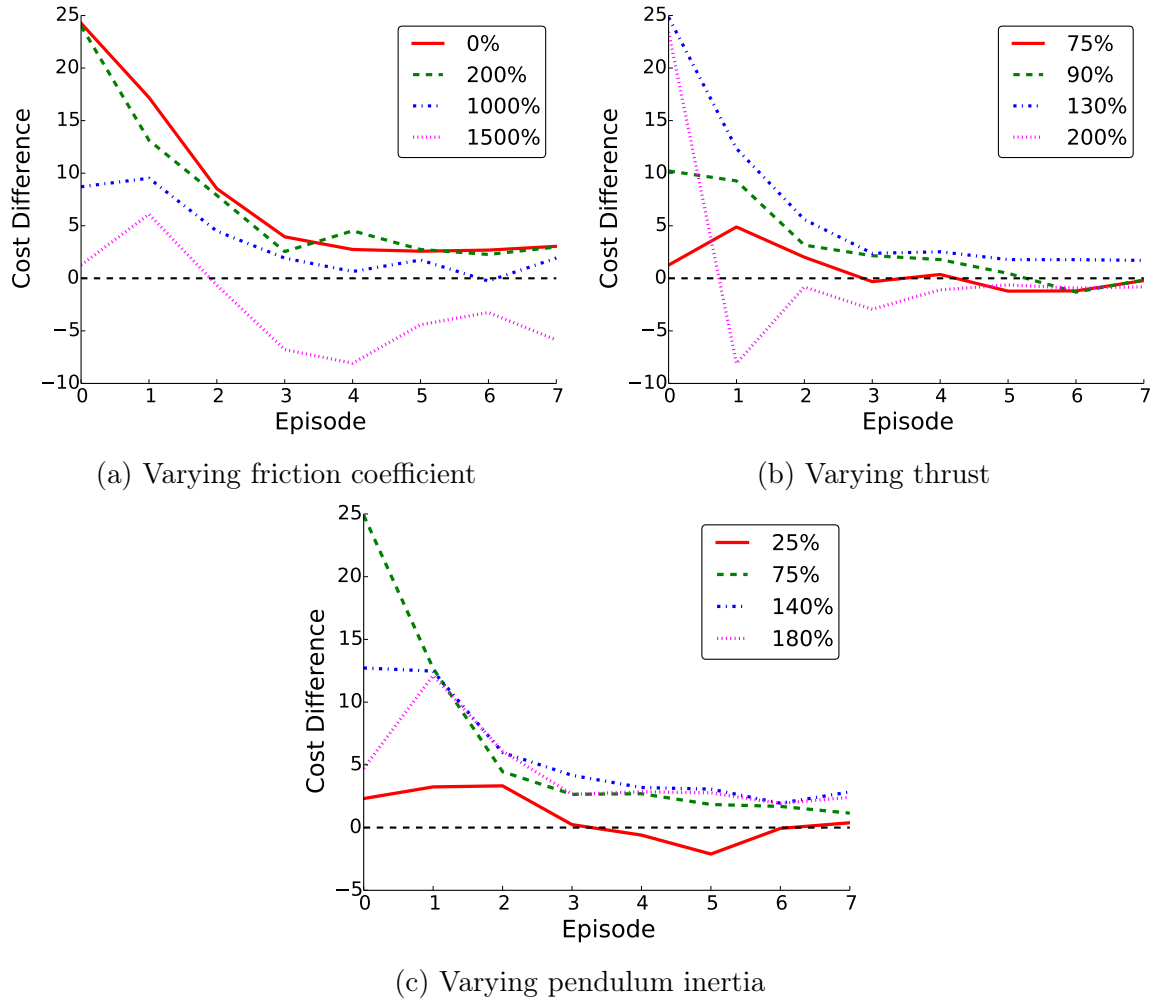 25
20
15
10
5
0
−5
−10
Cost Difference
0 1 2 3 4 5 6 7
Episode
0%
200%
1000%
1500%
(a) Varying friction coefficient
25
20
15
10
5
0
−5
−10
Cost Difference
0 1 2 3 4 5 6 7
Episode
75%
90%
130%
200%
(b) Varying thrust
25
20
15
10
5
0
−5
Cost Difference
0 1 2 3 4 5 6 7
Episode
25%
75%
140%
180%
(c) Varying pendulum inertia